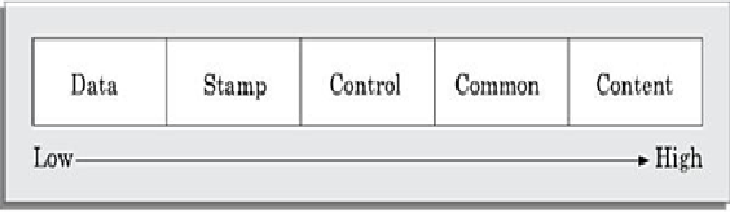 Data Stamp Control Common Content
Low High